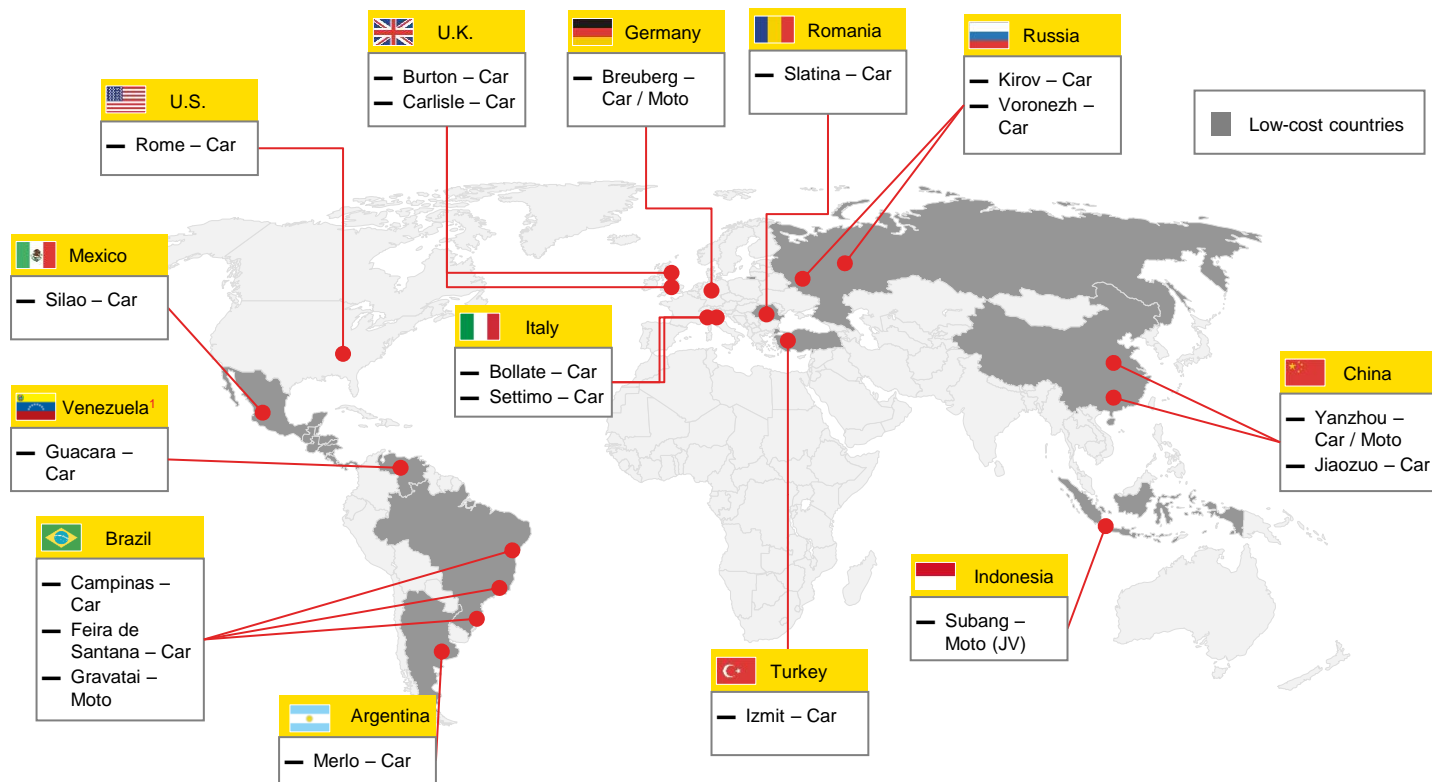 U.K.
— Burton – Car
— Carlisle – Car
Germany
— Breuberg –
Car / Moto
Romania
— Slatina – Car
Russia
— Kirov – Car
— Voronezh –
Car
U.S.
— Rome – Car
Low-cost countries
Mexico
— Silao – Car
Italy
— Bollate – Car
— Settimo – Car
Venezuela¹
— Guacara –
Car
China
— Yanzhou –
Car / Moto
— Jiaozuo – Car
Brazil
— Campinas –
Car
— Feira de
Santana – Car
— Gravatai –
Moto
Indonesia
— Subang –
Moto (JV)
Turkey
— Izmit – Car
Argentina
— Merlo – Car